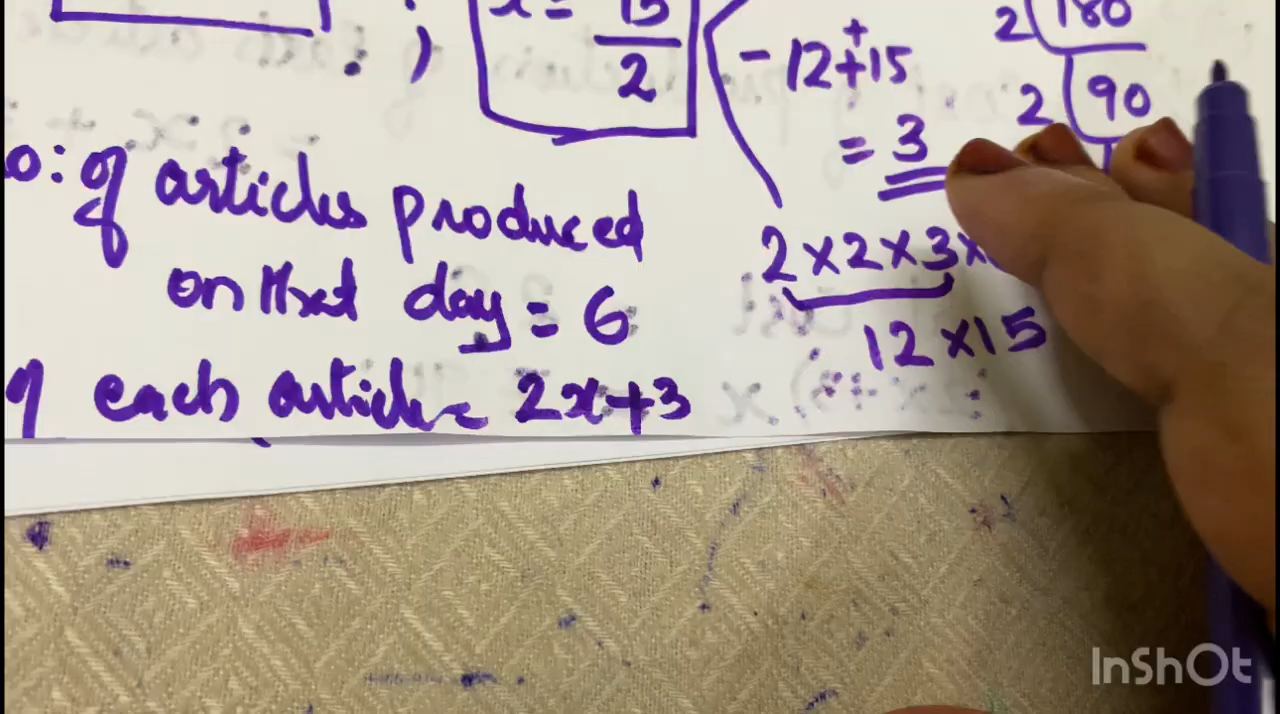 x = 15/2
- 12 + 15
= 3
2 180
2 90
o: of articles produced
on that day = 6
2 × 2 × 3 ×
12 × 15
each article = 2x+3
InShOt